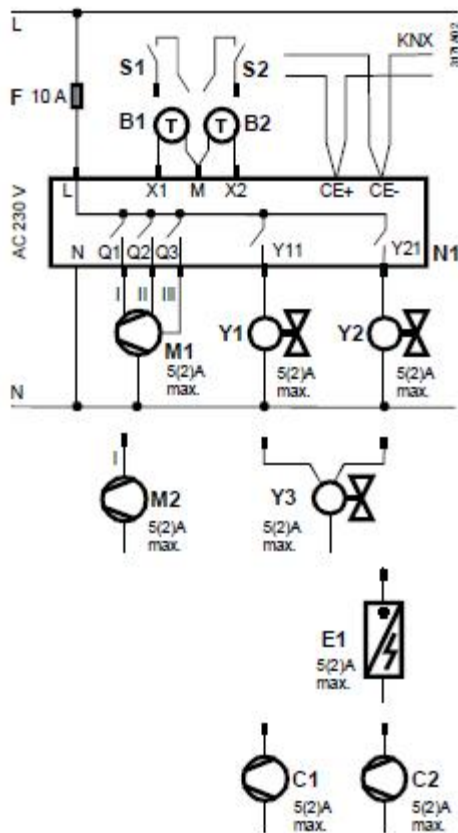 L
KNX
S1 S2
F 10 A
B1 T T B2
L X1 M X2 CE+ CE-
AC 230 V
N Q1 Q2 Q3 Y11 Y21 N1
I II III
M1 Y1 Y2
5(2)A max. 5(2)A max. 5(2)A max.
N
I
M2 Y3
5(2)A max. 5(2)A max.
E1
5(2)A
max.
C1 C2
5(2)A max. 5(2)A max.